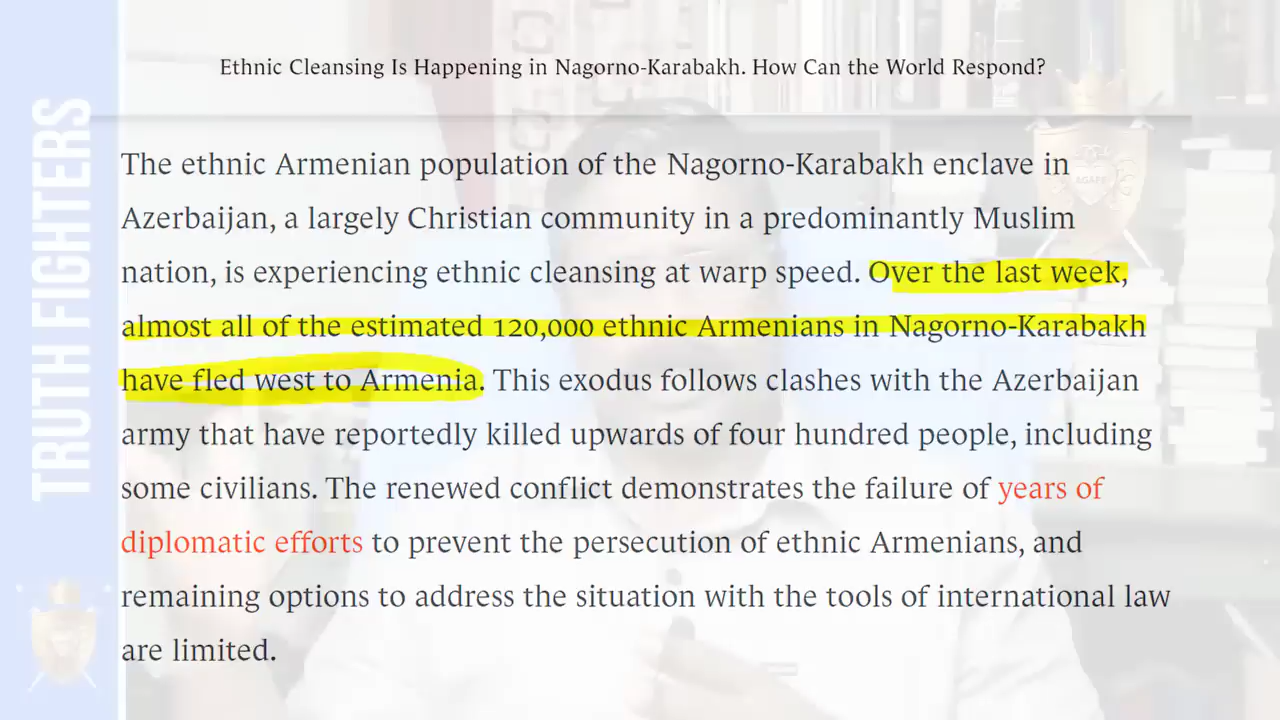 Ethnic Cleansing Is Happening in Nagorno-Karabakh. How Can the World Respond?
The ethnic Armenian population of the Nagorno-Karabakh enclave in
Azerbaijan, a largely Christian community in a predominantly Muslim
nation, is experiencing ethnic cleansing at warp speed. Over the last week,
almost all of the estimated 120,000 ethnic Armenians in Nagorno-Karabakh
have fled west to Armenia. This exodus follows clashes with the Azerbaijan
army that have reportedly killed upwards of four hundred people, including
some civilians. The renewed conflict demonstrates the failure of years of
diplomatic efforts to prevent the persecution of ethnic Armenians, and
remaining options to address the situation with the tools of international law
are limited.
TRUTH FIGHTERS
AGAPE